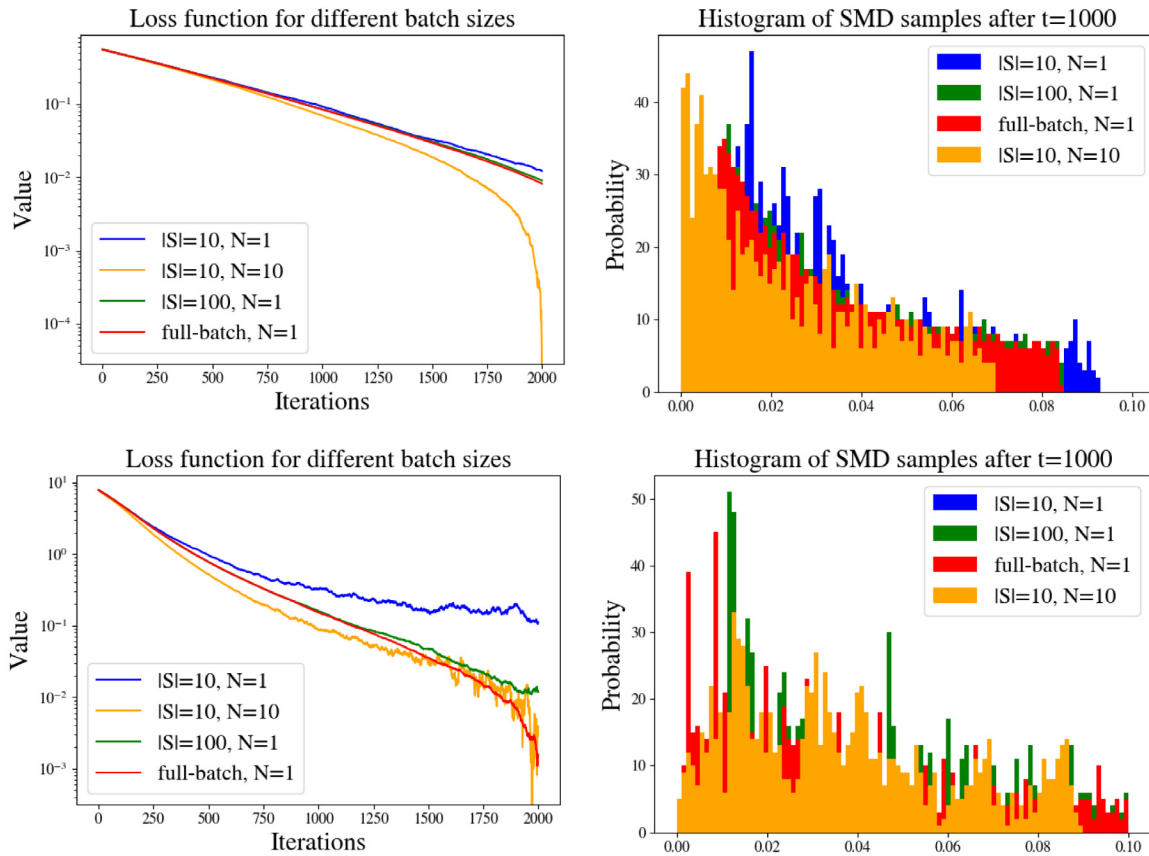 Loss function for different batch sizes
Value
10⁻¹
10⁻²
10⁻³
10⁻⁴
|S|=10, N=1
|S|=10, N=10
|S|=100, N=1
full-batch, N=1
0 250 500 750 1000 1250 1500 1750 2000
Iterations
Histogram of SMD samples after t=1000
Probability
40
30
20
10
0
|S|=10, N=1
|S|=100, N=1
full-batch, N=1
|S|=10, N=10
0.00 0.02 0.04 0.06 0.08 0.10
Loss function for different batch sizes
Value
10¹
10⁰
10⁻¹
10⁻²
10⁻³
|S|=10, N=1
|S|=10, N=10
|S|=100, N=1
full-batch, N=1
0 250 500 750 1000 1250 1500 1750 2000
Iterations
Histogram of SMD samples after t=1000
Probability
50
40
30
20
10
0
|S|=10, N=1
|S|=100, N=1
full-batch, N=1
|S|=10, N=10
0.00 0.02 0.04 0.06 0.08 0.10